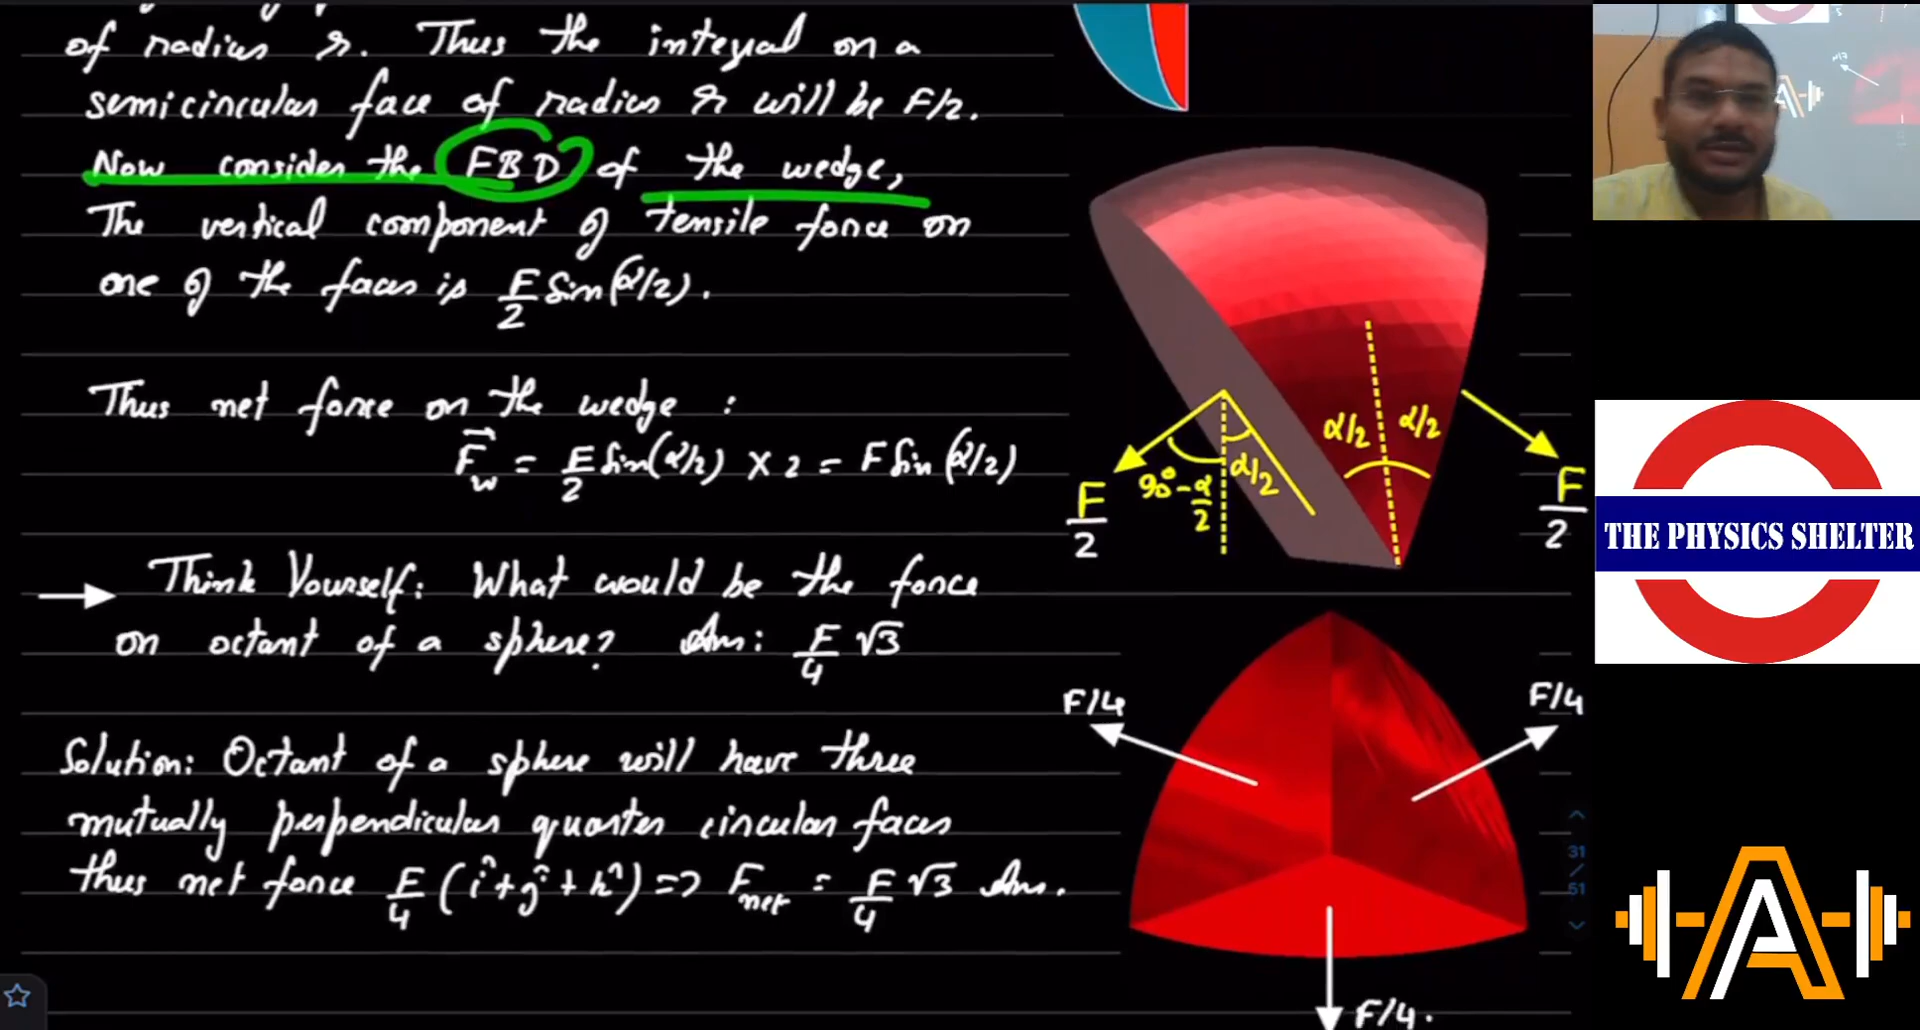 of radius r. Thus the integral on a
semicircular face of radius r will be F/2.
Now consider the FBD of the wedge,
The vertical component of tensile force on
one of the faces is F/2 Sin(α/2).
Thus net force on the wedge :
F⃗w = F/2 Sin(α/2) × 2 = F Sin(α/2)
→ Think Yourself: What would be the force
on octant of a sphere? Ans: F/4 √3
Solution: Octant of a sphere will have three
mutually perpendicular quarter circular faces
thus net force F/4 (î+ĵ+k̂) => Fnet = F/4 √3 Ans.
α/2 α/2
90°-α/2 α/2
F/2
F/2
F/4
F/4
F/4.
31
/
51
THE PHYSICS SHELTER
A